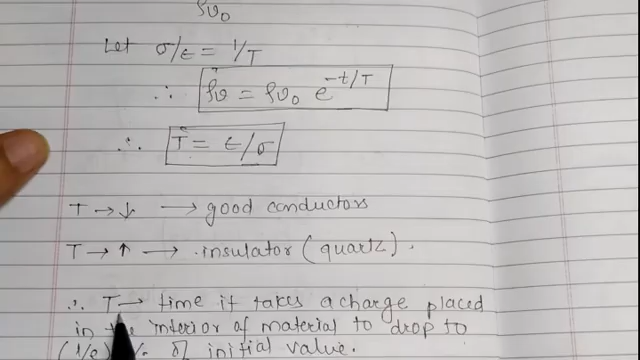 ρv₀
Let σ/ϵ = 1/T
∴ ρv = ρv₀ e^-t/T
∴ T = ϵ/σ
T → ↓ → good conductors
T → ↑ → insulator (quartz).
∴ T → time it takes a charge placed
in the interior of material to drop to
(1/e) % of initial value.